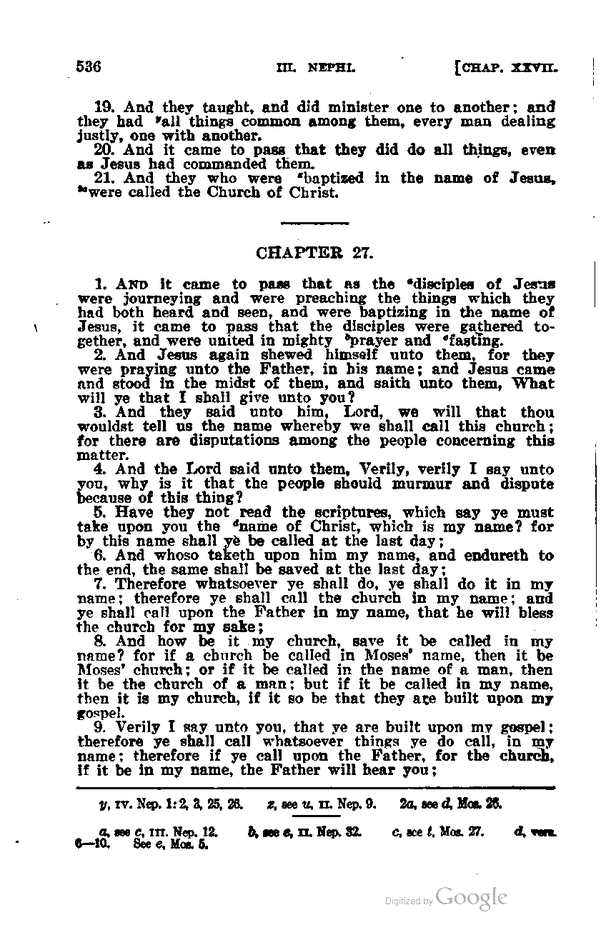 536 III. NEPHI. [CHAP. XXVII.
19. And they taught, and did minister one to another; and
they had ʸall things common among them, every man dealing
justly, one with another.
20. And it came to pass that they did do all things, even
as Jesus had commanded them.
21. And they who were ᶻbaptized in the name of Jesus,
²ᵃwere called the Church of Christ.
CHAPTER 27.
1. AND it came to pass that as the ᵃdisciples of Jesus
were journeying and were preaching the things which they
had both heard and seen, and were baptizing in the name of
Jesus, it came to pass that the disciples were gathered to-
gether, and were united in mighty ᵇprayer and ᶜfasting.
2. And Jesus again shewed himself unto them, for they
were praying unto the Father, in his name; and Jesus came
and stood in the midst of them, and saith unto them, What
will ye that I shall give unto you?
3. And they said unto him, Lord, we will that thou
wouldst tell us the name whereby we shall call this church;
for there are disputations among the people concerning this
matter.
4. And the Lord said unto them, Verily, verily I say unto
you, why is it that the people should murmur and dispute
because of this thing?
5. Have they not read the scriptures, which say ye must
take upon you the ᵈname of Christ, which is my name? for
by this name shall ye be called at the last day;
6. And whoso taketh upon him my name, and endureth to
the end, the same shall be saved at the last day;
7. Therefore whatsoever ye shall do, ye shall do it in my
name; therefore ye shall call the church in my name; and
ye shall call upon the Father in my name, that he will bless
the church for my sake;
8. And how be it my church, save it be called in my
name? for if a church be called in Moses' name, then it be
Moses' church; or if it be called in the name of a man, then
it be the church of a man; but if it be called in my name,
then it is my church, if it so be that they are built upon my
gospel.
9. Verily I say unto you, that ye are built upon my gospel;
therefore ye shall call whatsoever things ye do call, in my
name; therefore if ye call upon the Father, for the church,
if it be in my name, the Father will hear you;
y, IV. Nep. 1:2, 3, 25, 26. z, see u, II. Nep. 9. 2a, see d, Mos. 26.
a, see c, III. Nep. 12. b, see e, II. Nep. 32. c, see t, Mos. 27. d, vers.
6—10. See e, Mos. 5.
Digitized by Google